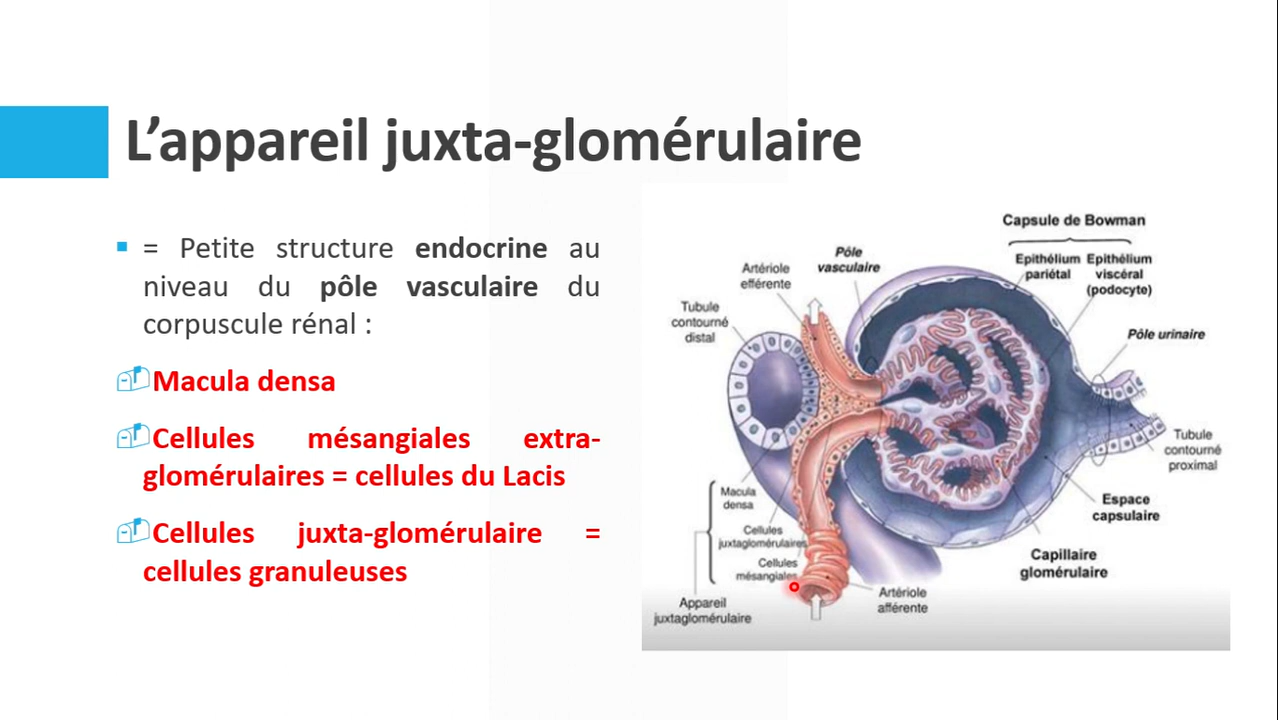 L’appareil juxta-glomérulaire
= Petite structure endocrine au
niveau du pôle vasculaire du
corpuscule rénal :
Macula densa
Cellules mésangiales extra-
glomérulaires = cellules du Lacis
Cellules juxta-glomérulaire =
cellules granuleuses
Capsule de Bowman
Épithélium
pariétal
Épithélium
viscéral
(podocyte)
Pôle
vasculaire
Artériole
efférente
Tubule
contourné
distal
Pôle urinaire
Tubule
contourné
proximal
Macula
densa
Cellules
juxtaglomérulaires
Cellules
mésangiales
Appareil
juxtaglomérulaire
Artériole
afférente
Espace
capsulaire
Capillaire
glomérulaire